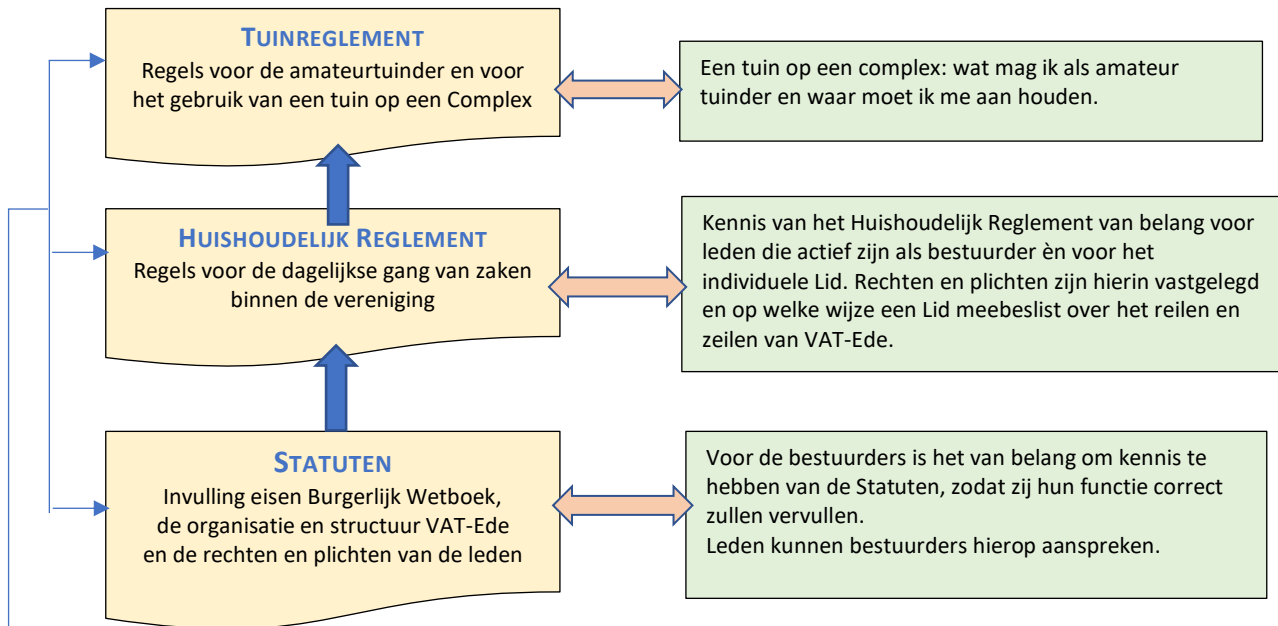 TUINREGLEMENT
Regels voor de amateurtuinder en voor
het gebruik van een tuin op een Complex
Een tuin op een complex: wat mag ik als amateur
tuinder en waar moet ik me aan houden.
HUISHOUDELIJK REGLEMENT
Regels voor de dagelijkse gang van zaken
binnen de vereniging
Kennis van het Huishoudelijk Reglement van belang voor
leden die actief zijn als bestuurder èn voor het
individuele Lid. Rechten en plichten zijn hierin vastgelegd
en op welke wijze een Lid meebeslist over het reilen en
zeilen van VAT-Ede.
STATUTEN
Invulling eisen Burgerlijk Wetboek,
de organisatie en structuur VAT-Ede
en de rechten en plichten van de leden
Voor de bestuurders is het van belang om kennis te
hebben van de Statuten, zodat zij hun functie correct
zullen vervullen.
Leden kunnen bestuurders hierop aanspreken.